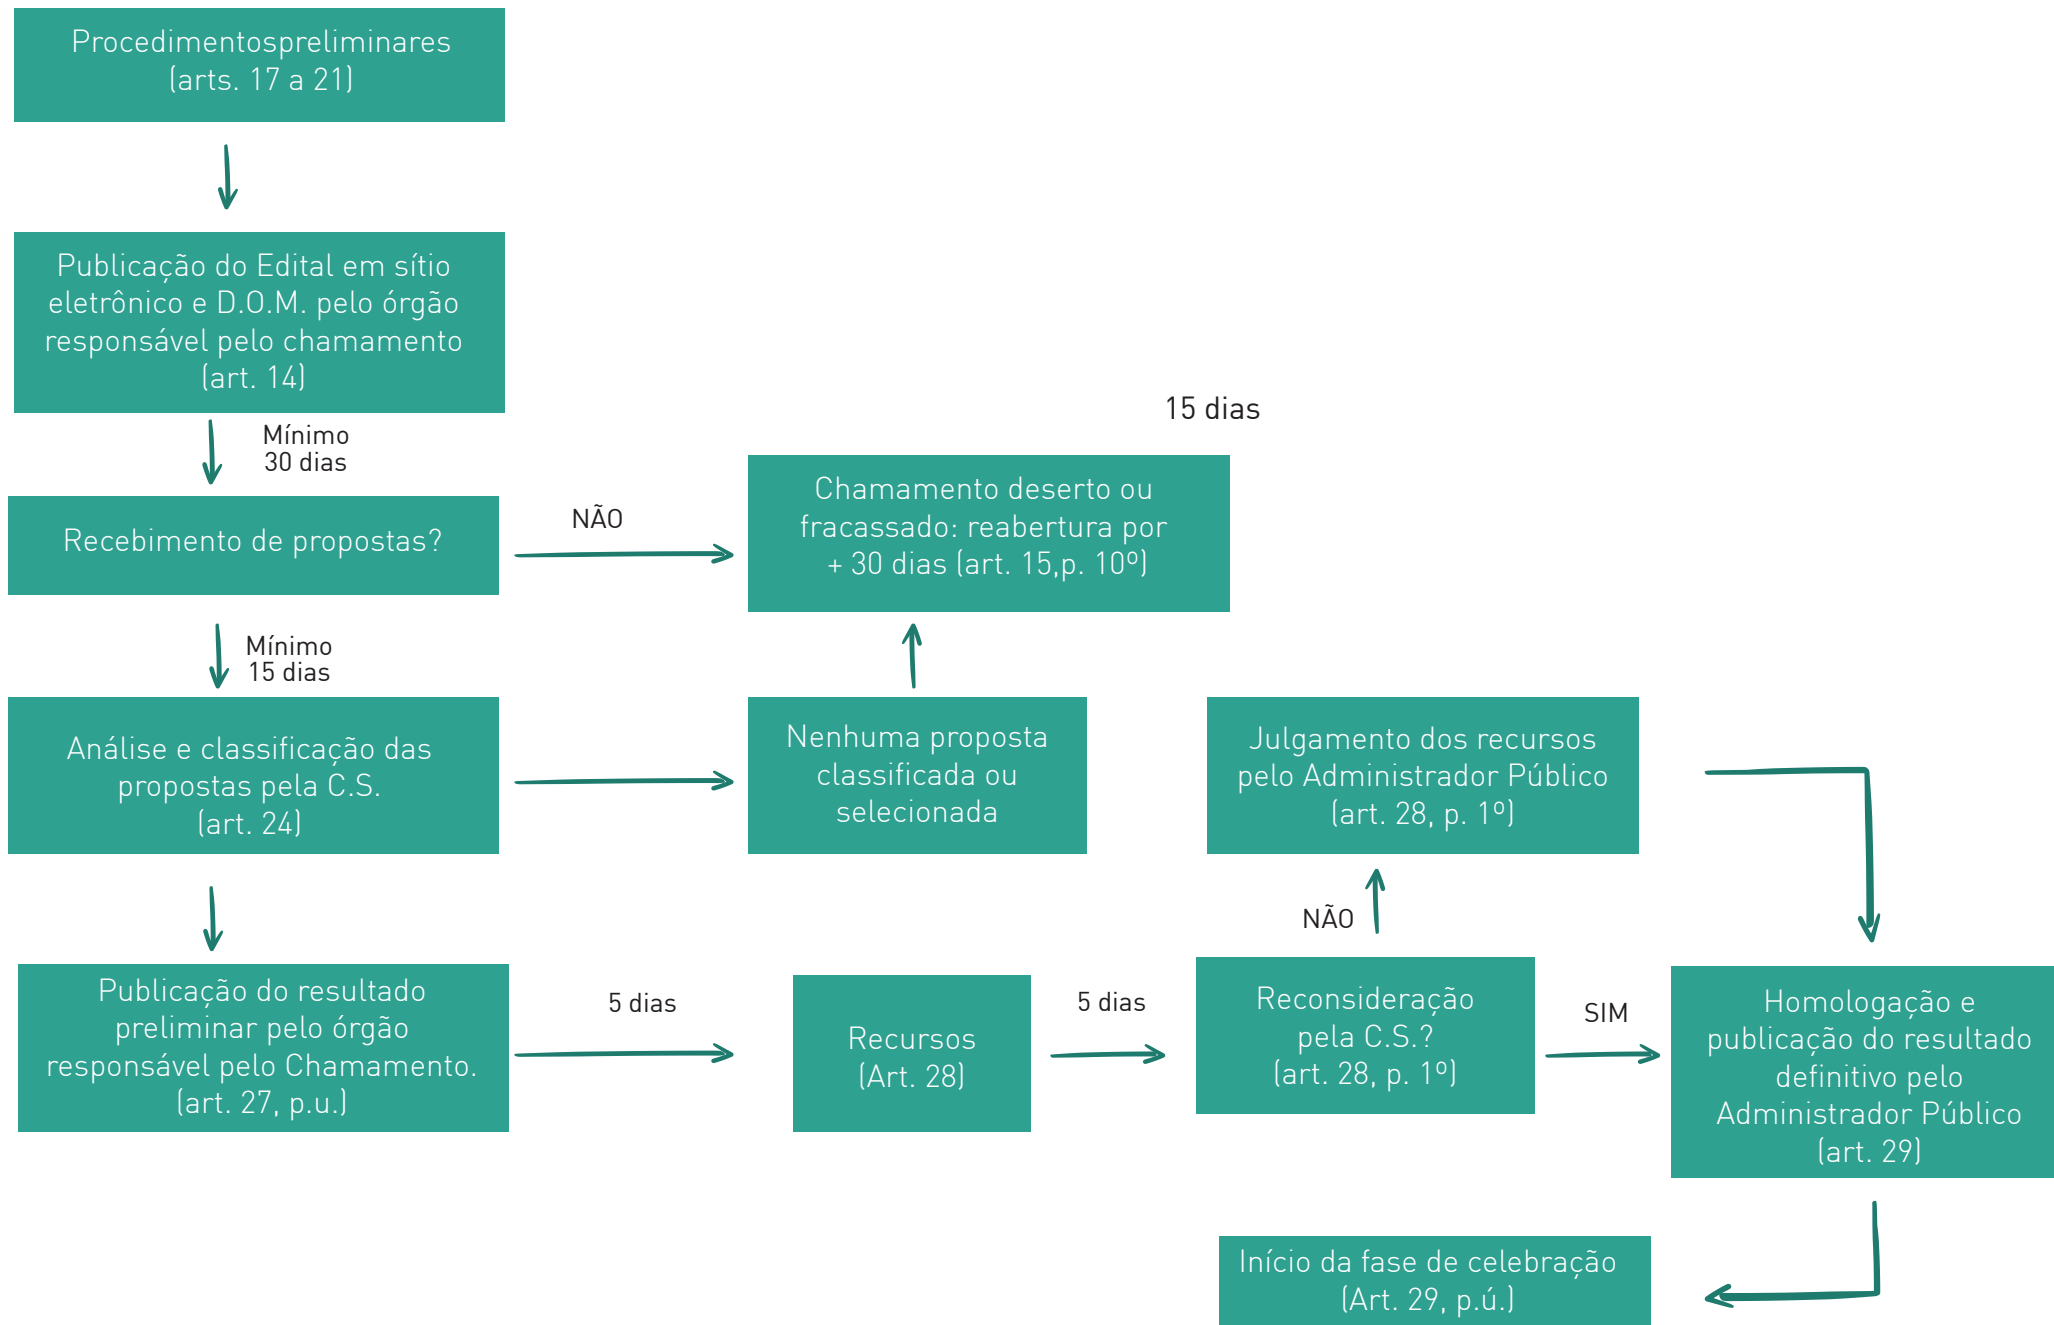 Procedimentospreliminares
(arts. 17 a 21)
Publicação do Edital em sítio
eletrônico e D.O.M. pelo órgão
responsável pelo chamamento
(art. 14)
Mínimo
30 dias
15 dias
Recebimento de propostas?
NÃO
Chamamento deserto ou
fracassado: reabertura por
+ 30 dias (art. 15,p. 10º)
Mínimo
15 dias
Análise e classificação das
propostas pela C.S.
(art. 24)
Nenhuma proposta
classificada ou
selecionada
Julgamento dos recursos
pelo Administrador Público
(art. 28, p. 1º)
NÃO
Publicação do resultado
preliminar pelo órgão
responsável pelo Chamamento.
(art. 27, p.u.)
5 dias
Recursos
(Art. 28)
5 dias
Reconsideração
pela C.S.?
(art. 28, p. 1º)
SIM
Homologação e
publicação do resultado
definitivo pelo
Administrador Público
(art. 29)
Início da fase de celebração
(Art. 29, p.ú.)